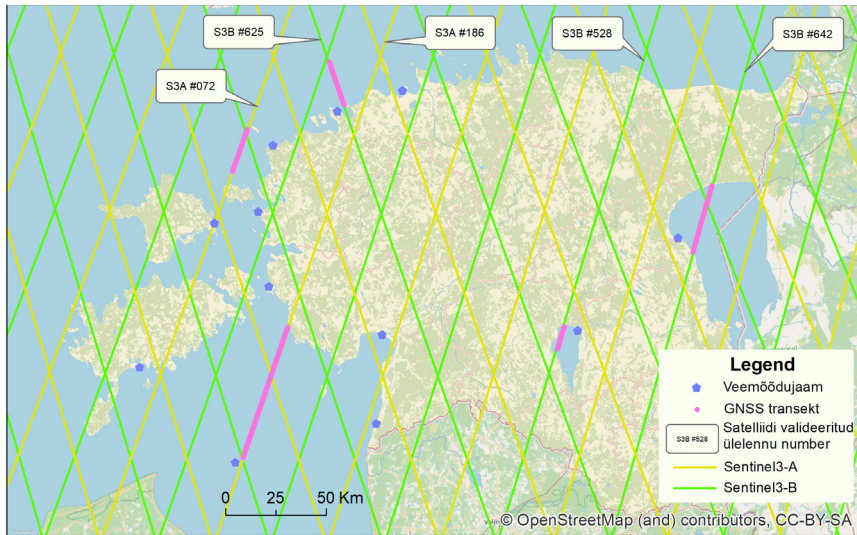 S3B #625
S3A #186
S3B #528
S3B #642
S3A #072
Legend
Veemõõdujaam
GNSS transekt
S3B #528
Satelliidi valideeritud
ülelennu number
Sentinel3-A
Sentinel3-B
0 25 50 Km
© OpenStreetMap (and) contributors, CC-BY-SA